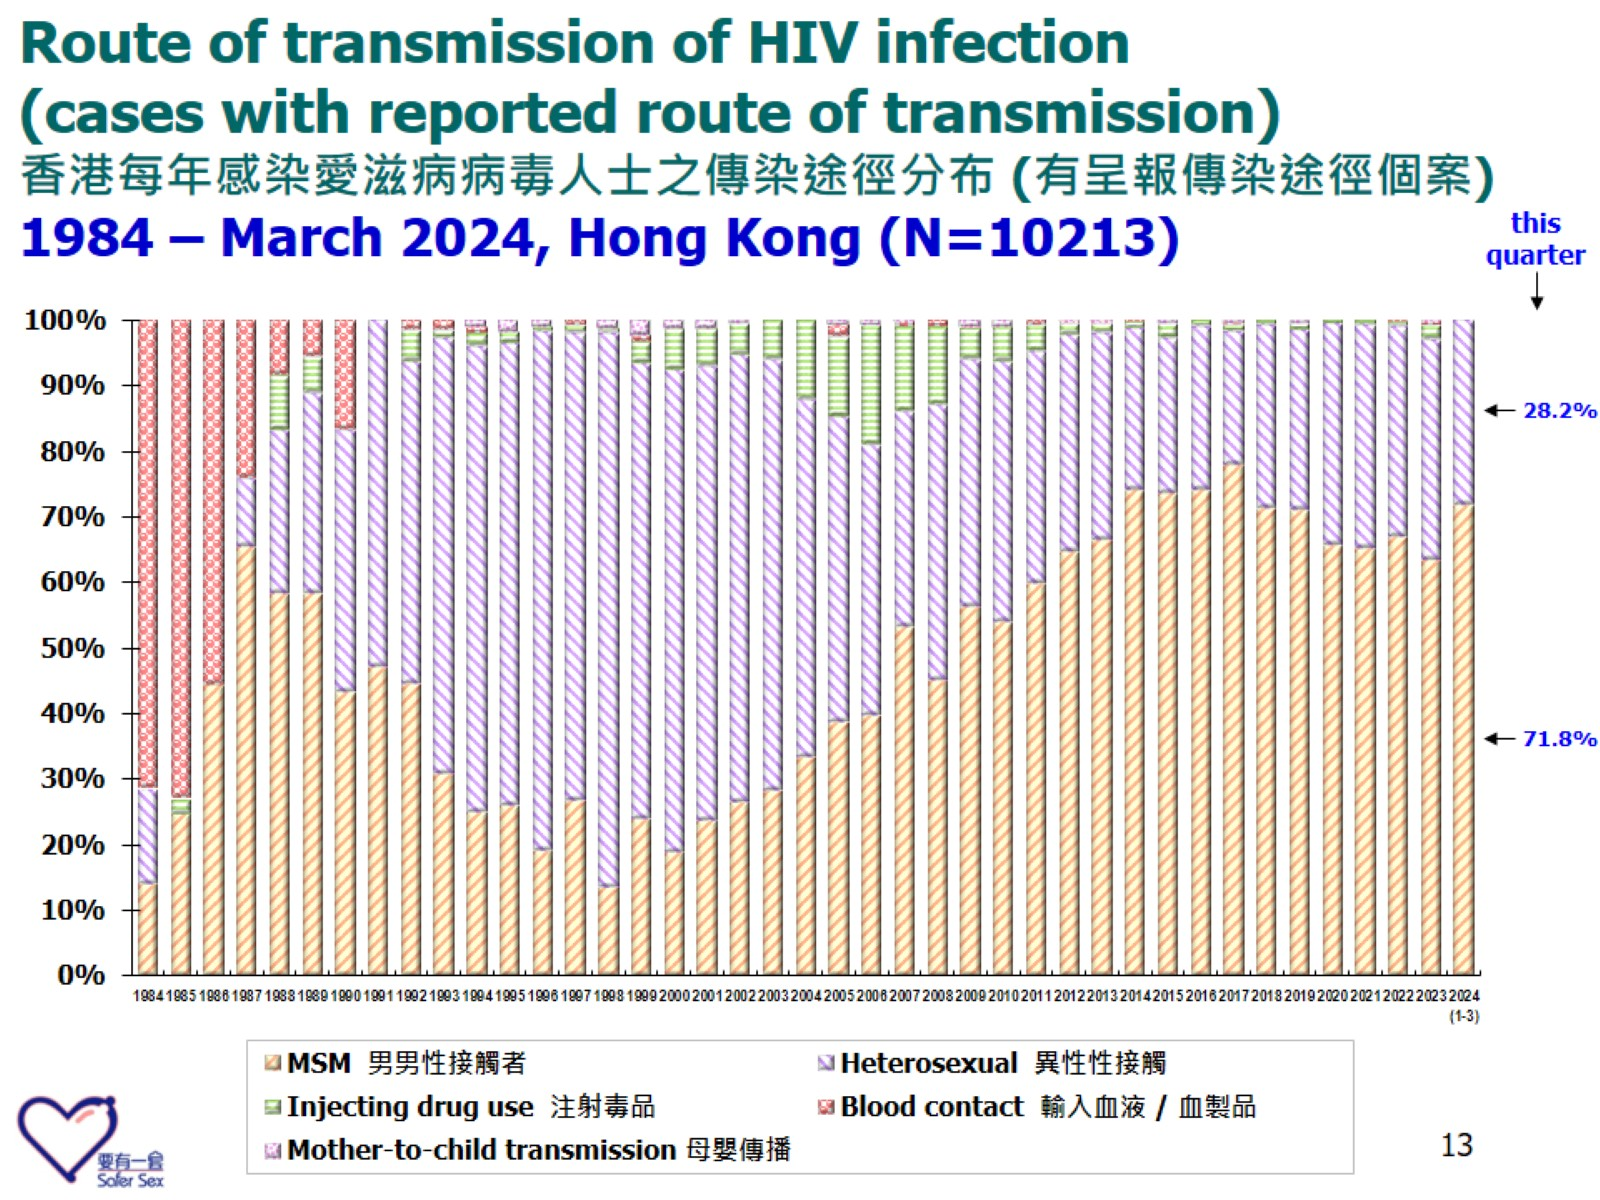 Route of transmission of HIV infection
(cases with reported route of transmission)
香港每年感染愛滋病病毒人士之傳染途徑分布 (有呈報傳染途徑個案)
1984 – March 2024, Hong Kong (N=10213)
this
quarter
100%
90%
80%
70%
60%
50%
40%
30%
20%
10%
0%
28.2%
71.8%
1984 1985 1986 1987 1988 1989 1990 1991 1992 1993 1994 1995 1996 1997 1998 1999 2000 2001 2002 2003 2004 2005 2006 2007 2008 2009 2010 2011 2012 2013 2014 2015 2016 2017 2018 2019 2020 2021 2022 2023 2024
(1-3)
MSM 男男性接觸者
Heterosexual 異性性接觸
Injecting drug use 注射毒品
Blood contact 輸入血液 / 血製品
Mother-to-child transmission 母嬰傳播
要有一套
Safer Sex
13